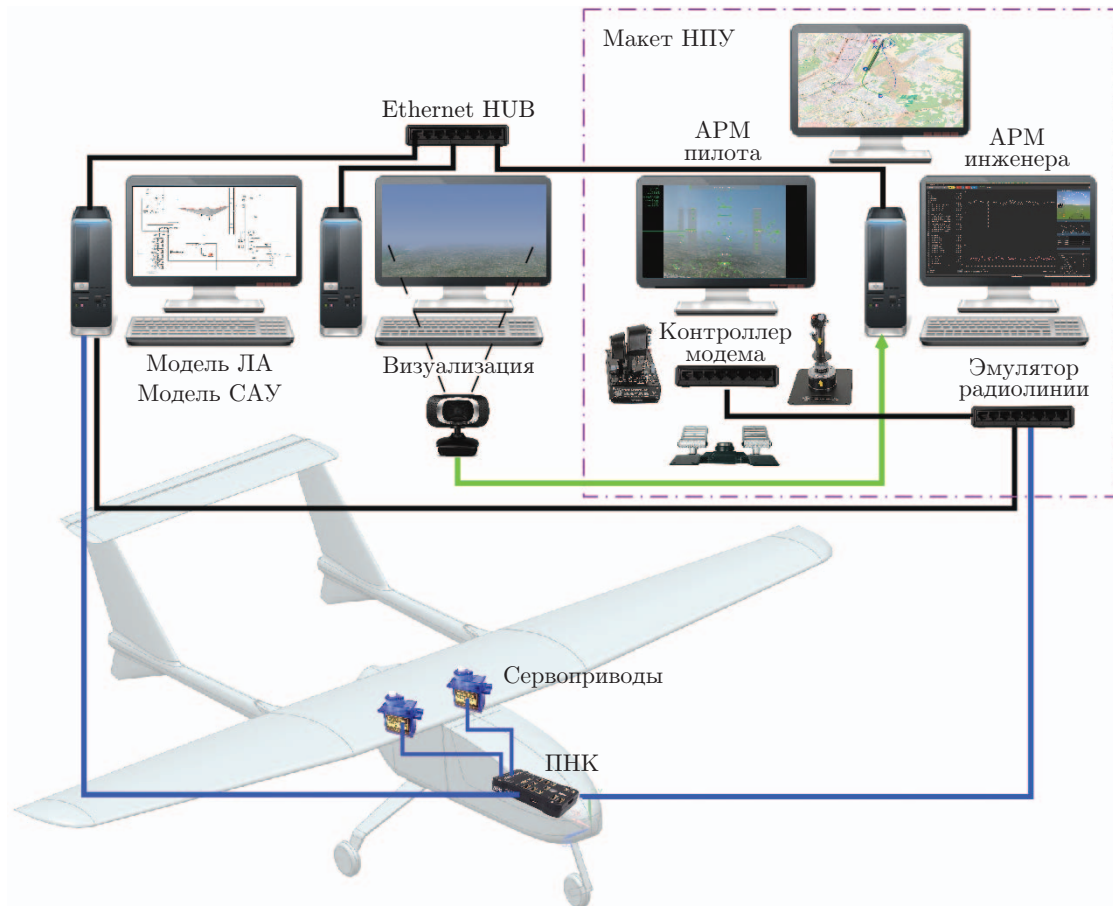 Макет НПУ
Ethernet HUB
АРМ
пилота
АРМ
инженера
Модель ЛА
Модель САУ
Визуализация
Контроллер
модема
Эмулятор
радиолинии
Сервоприводы
ПНК